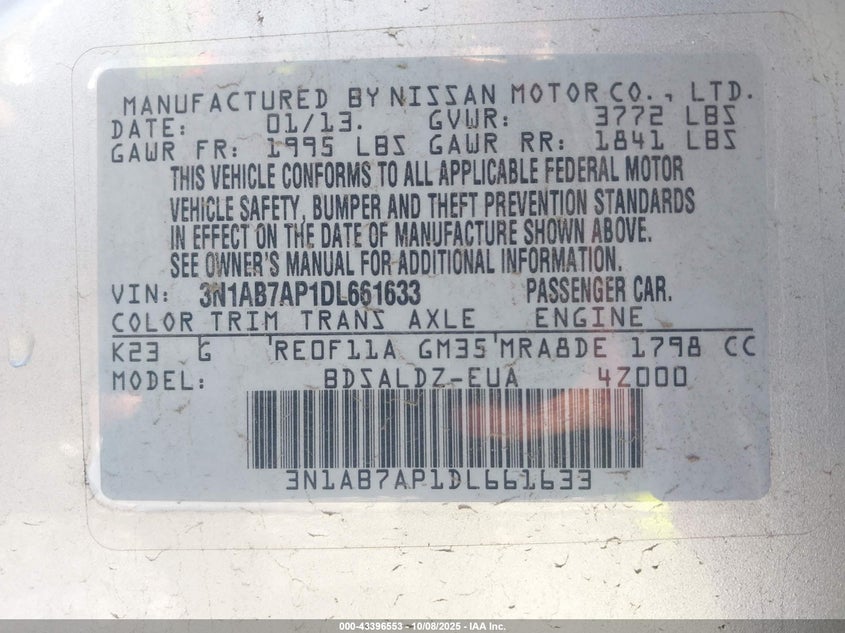 MANUFACTURED BY NISSAN MOTOR CO., LTD.
DATE: 01/13. GVWR: 3772 LBS
GAWR FR: 1995 LBS GAWR RR: 1841 LBS
THIS VEHICLE CONFORMS TO ALL APPLICABLE FEDERAL MOTOR
VEHICLE SAFETY, BUMPER AND THEFT PREVENTION STANDARDS
IN EFFECT ON THE DATE OF MANUFACTURE SHOWN ABOVE.
SEE OWNER'S MANUAL FOR ADDITIONAL INFORMATION.
VIN: 3N1AB7AP1DL661633 PASSENGER CAR.
COLOR TRIM TRANS AXLE ENGINE
K23 G RE0F11A GM35 MRA8DE 1798 CC
MODEL: BDSALDZ-EUA 4Z000
3N1AB7AP1DL661633
000-43396553 - 10/08/2025 - IAA Inc.